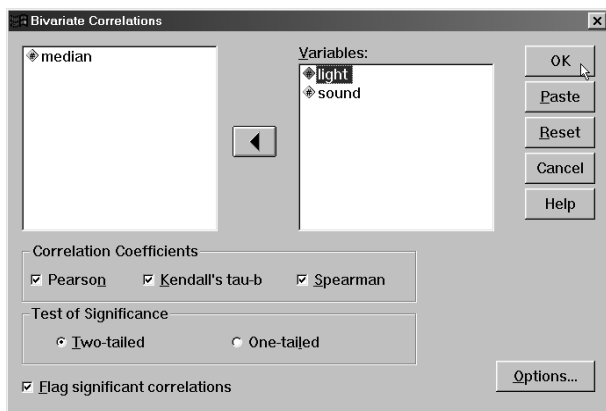 Bivariate Correlations
median
Variables:
light
sound
OK
Paste
Reset
Cancel
Help
Correlation Coefficients
Pearson Kendall's tau-b Spearman
Test of Significance
Two-tailed One-tailed
Flag significant correlations
Options...